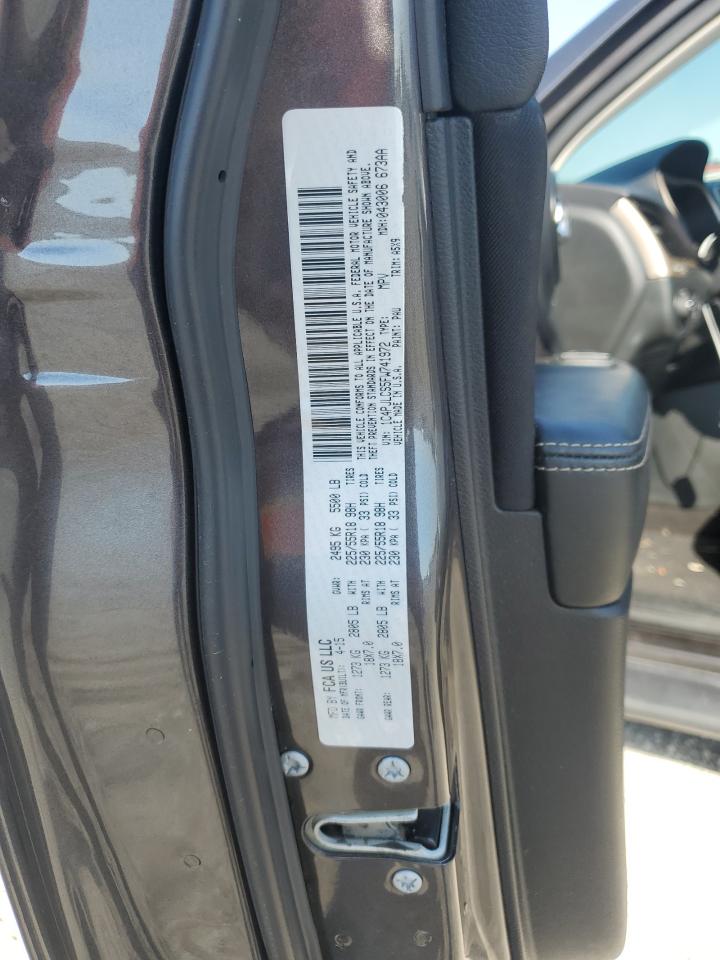 MFD BY FCA US LLC
DATE OF MFR(BUILT): 4-15 GVWR: 2495 KG 5500 LB
GAWR FRONT: 1273 KG 2805 LB WITH 225/55R18 98H TIRES
18X7.0 RIMS AT 230 KPA ( 33 PSI) COLD
GAWR REAR: 1273 KG 2805 LB WITH 225/55R18 98H TIRES
18X7.0 RIMS AT 230 KPA ( 33 PSI) COLD
THIS VEHICLE CONFORMS TO ALL APPLICABLE U.S.A. FEDERAL MOTOR VEHICLE SAFETY AND
THEFT PREVENTION STANDARDS IN EFFECT ON THE DATE OF MANUFACTURE SHOWN ABOVE.
VIN: 1C4PJLCS5FW741972 TYPE: MPV MDH: 043006 673AA
VEHICLE MADE IN U.S.A. PAINT: PAU TRIM: A5X9